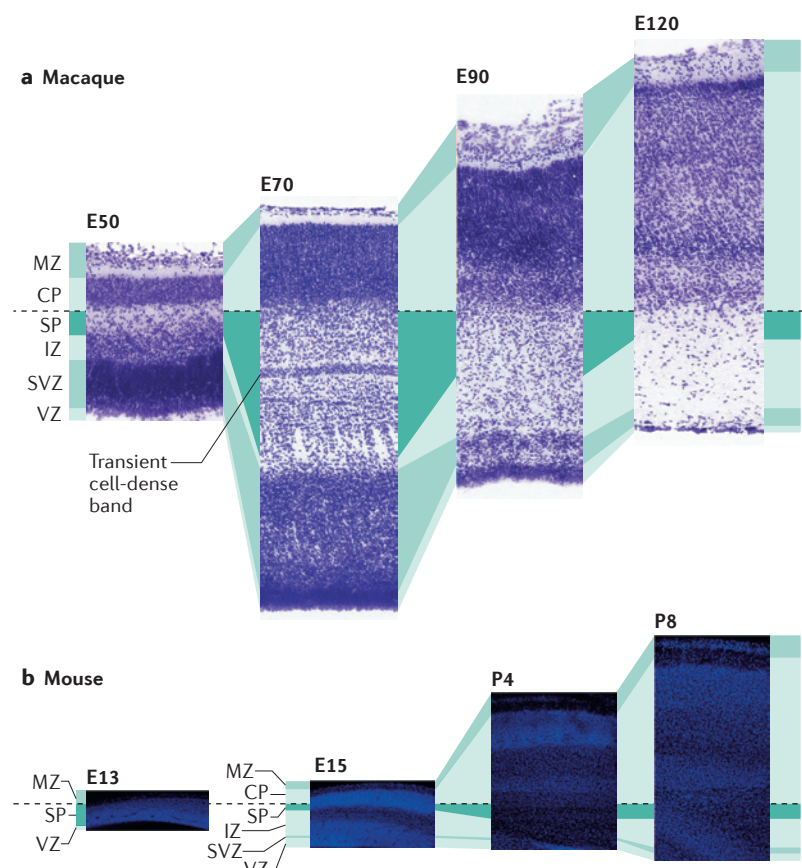 a Macaque
E50
E70
E90
E120
MZ
CP
SP
IZ
SVZ
VZ
Transient
cell-dense
band
b Mouse
E13
E15
P4
P8
MZ
SP
VZ
MZ
CP
SP
IZ
SVZ
VZ